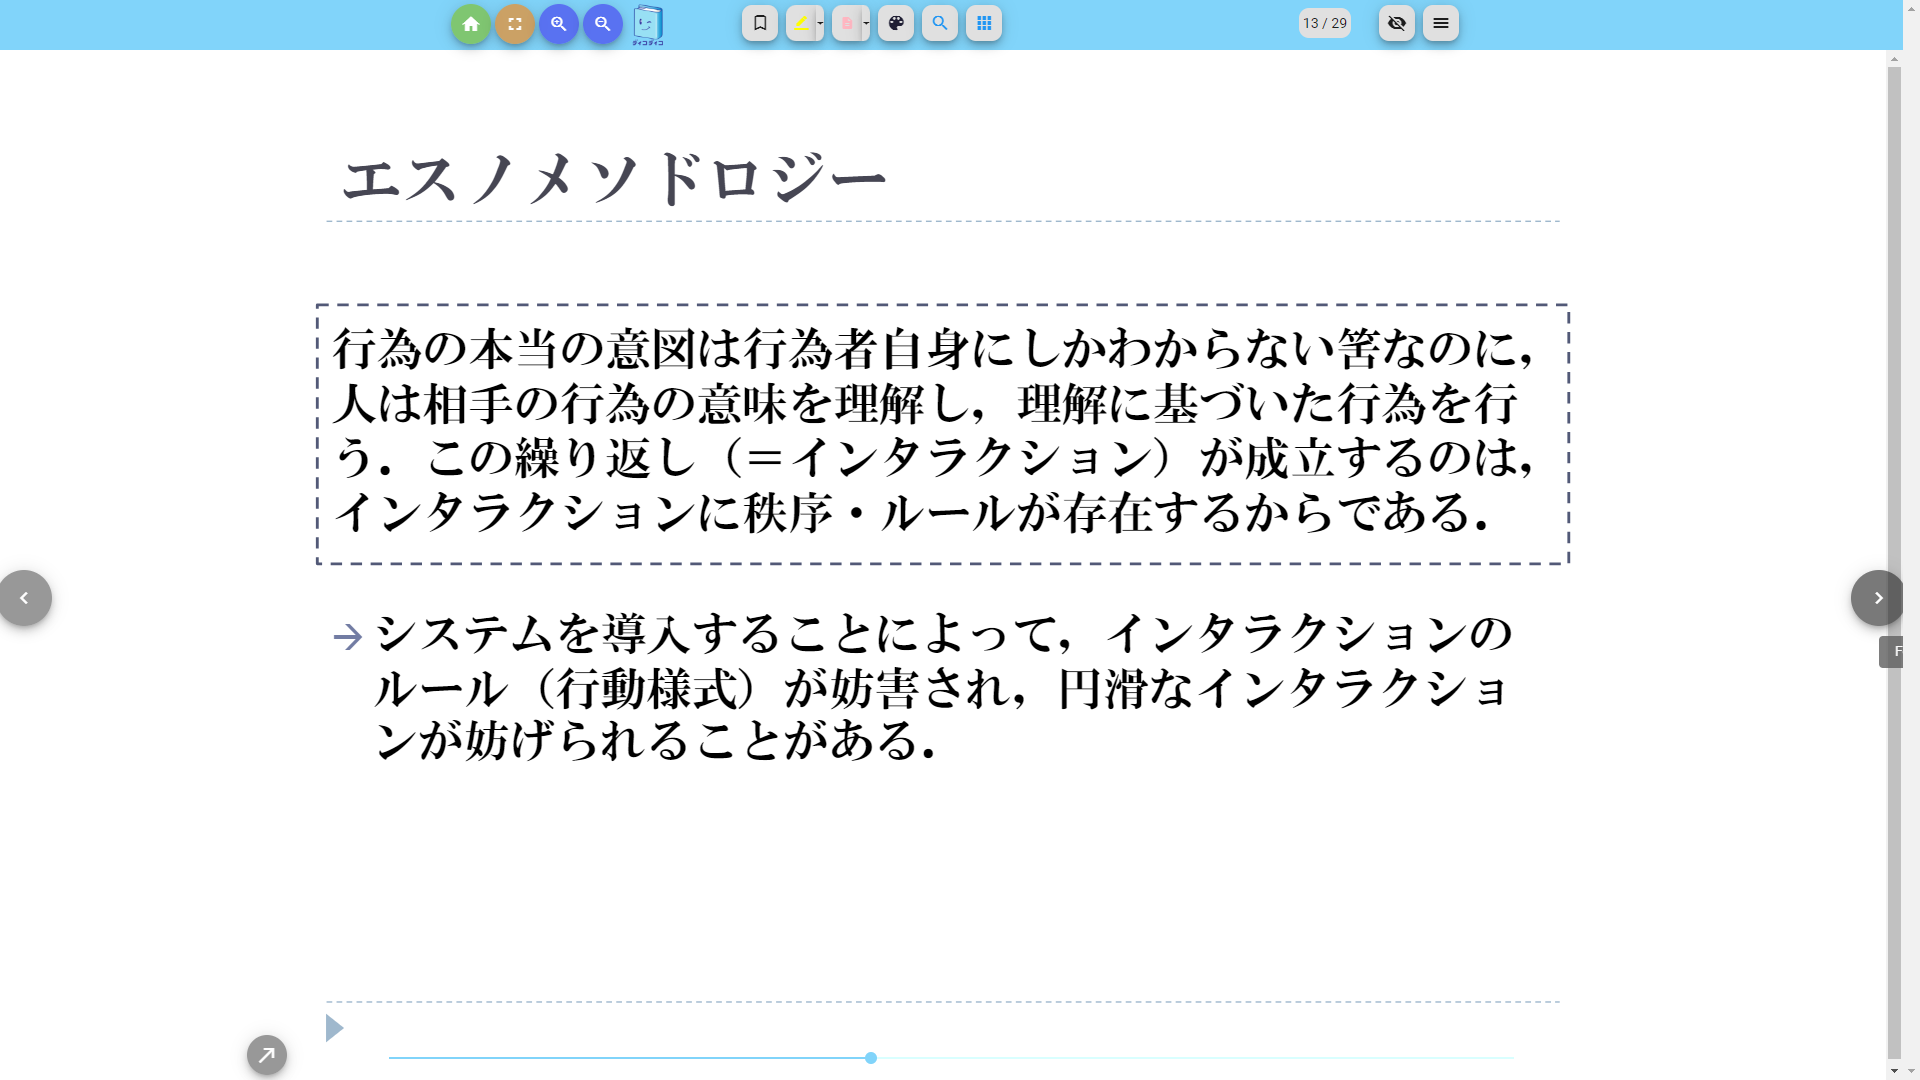 ダイコダイコ
13 / 29
エスノメソドロジー
行為の本当の意図は行為者自身にしかわからない筈なのに，
人は相手の行為の意味を理解し，理解に基づいた行為を行
う．この繰り返し（＝インタラクション）が成立するのは，
インタラクションに秩序・ルールが存在するからである．
システムを導入することによって，インタラクションの
ルール（行動様式）が妨害され，円滑なインタラクショ
ンが妨げられることがある．
F